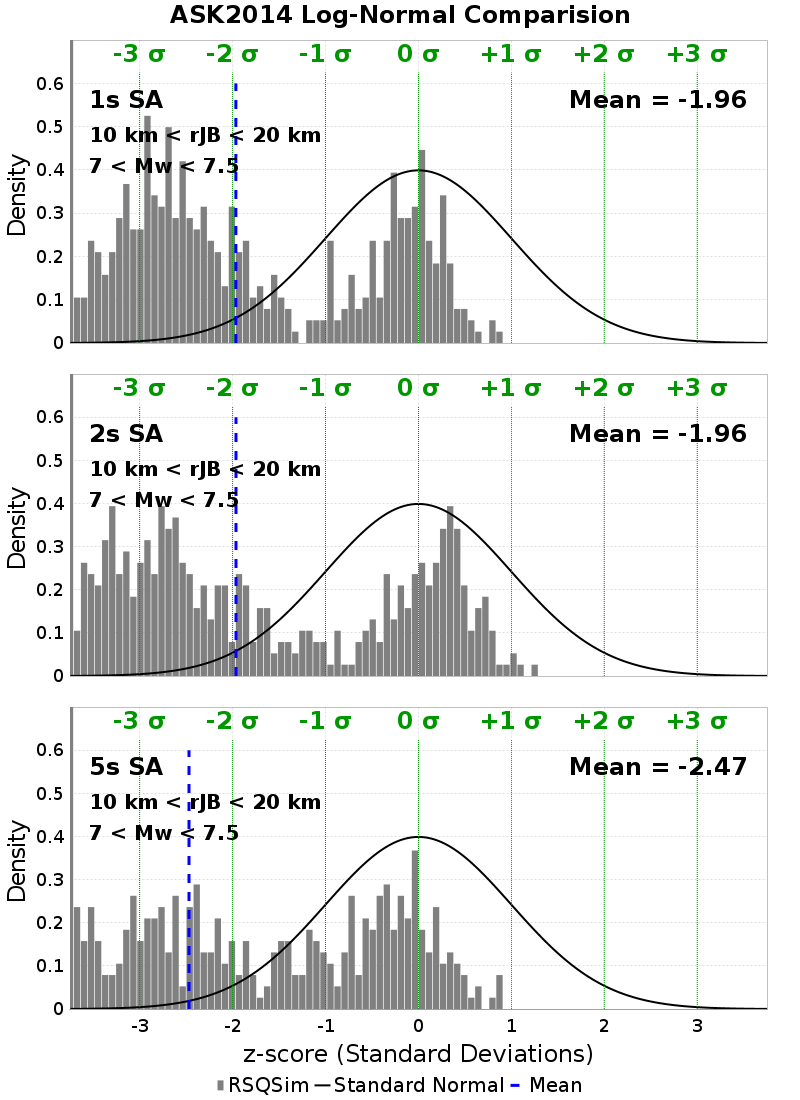 ASK2014 Log-Normal Comparision
-3 σ -2 σ -1 σ 0 σ +1 σ +2 σ +3 σ
1s SA Mean = -1.96
10 km < rJB < 20 km
7 < Mw < 7.5
Density
0.6
0.5
0.4
0.3
0.2
0.1
0
-3 σ -2 σ -1 σ 0 σ +1 σ +2 σ +3 σ
2s SA Mean = -1.96
10 km < rJB < 20 km
7 < Mw < 7.5
Density
0.6
0.5
0.4
0.3
0.2
0.1
0
-3 σ -2 σ -1 σ 0 σ +1 σ +2 σ +3 σ
5s SA Mean = -2.47
10 km < rJB < 20 km
7 < Mw < 7.5
Density
0.6
0.5
0.4
0.3
0.2
0.1
0
-3 -2 -1 0 1 2 3
z-score (Standard Deviations)
RSQSim Standard Normal Mean